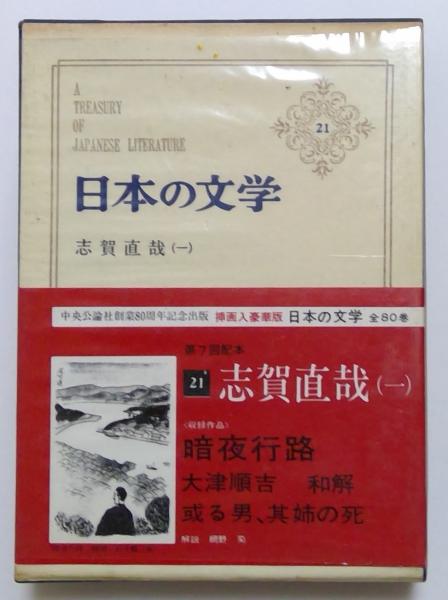 A
TREASURY
OF
JAPANESE LITERATURE
21
日本の文学
志賀直哉(一)
中央公論社創業80周年記念出版 挿画入豪華版 日本の文学 全80巻
第7回配本
21 志賀直哉(一)
〈収録作品〉
暗夜行路
大津順吉 和解
或る男、其姉の死
解説 網野 菊